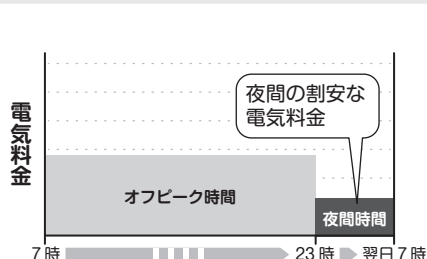 夜間の割安な
電気料金
電気料金
オフピーク時間
夜間時間
7時 23時 翌日7時